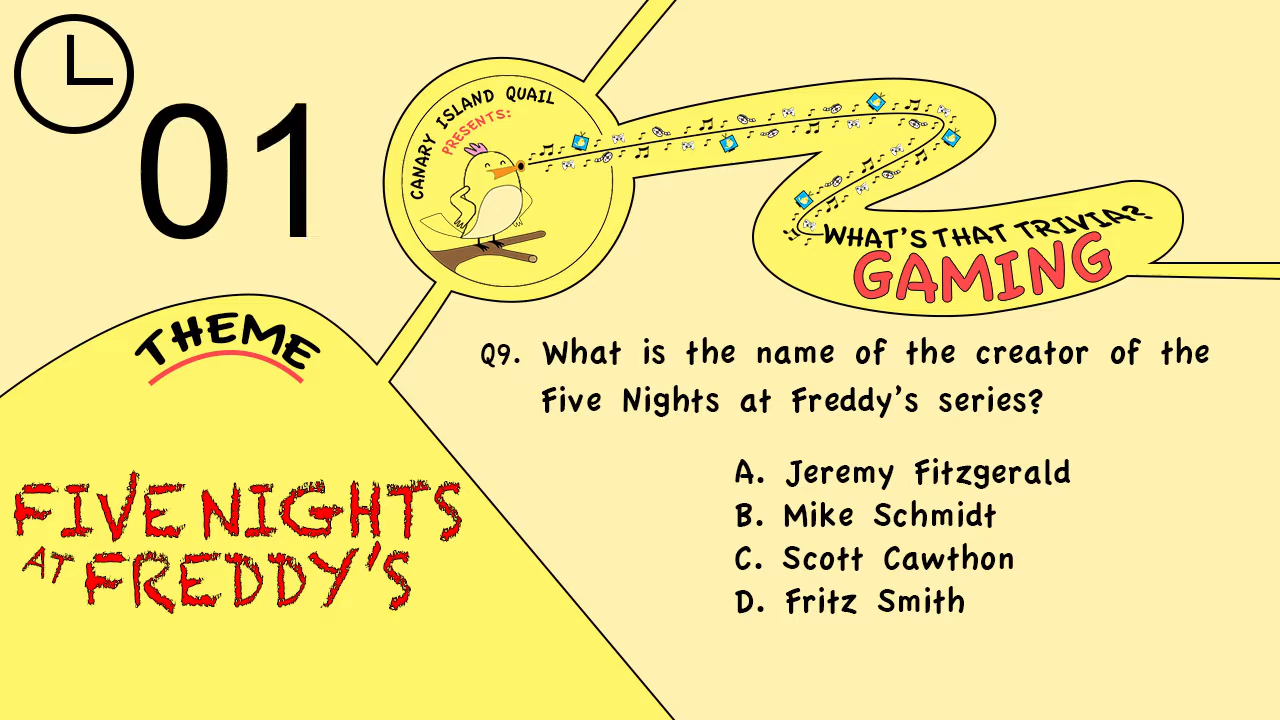 01
CANARY ISLAND QUAIL
PRESENTS:
WHAT'S THAT TRIVIA?
GAMING
THEME
FIVE NIGHTS
AT FREDDY'S
Q9. What is the name of the creator of the
Five Nights at Freddy's series?
A. Jeremy Fitzgerald
B. Mike Schmidt
C. Scott Cawthon
D. Fritz Smith